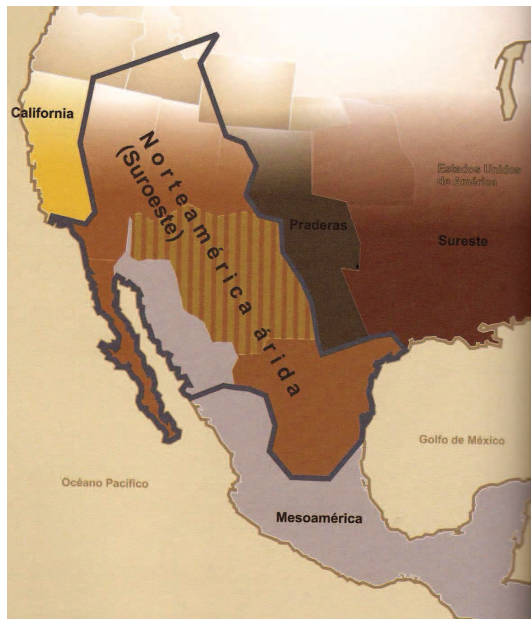 California
Norteamérica árida
(Suroeste)
Estados Unidos
de América
Praderas
Sureste
Golfo de México
Océano Pacífico
Mesoamérica